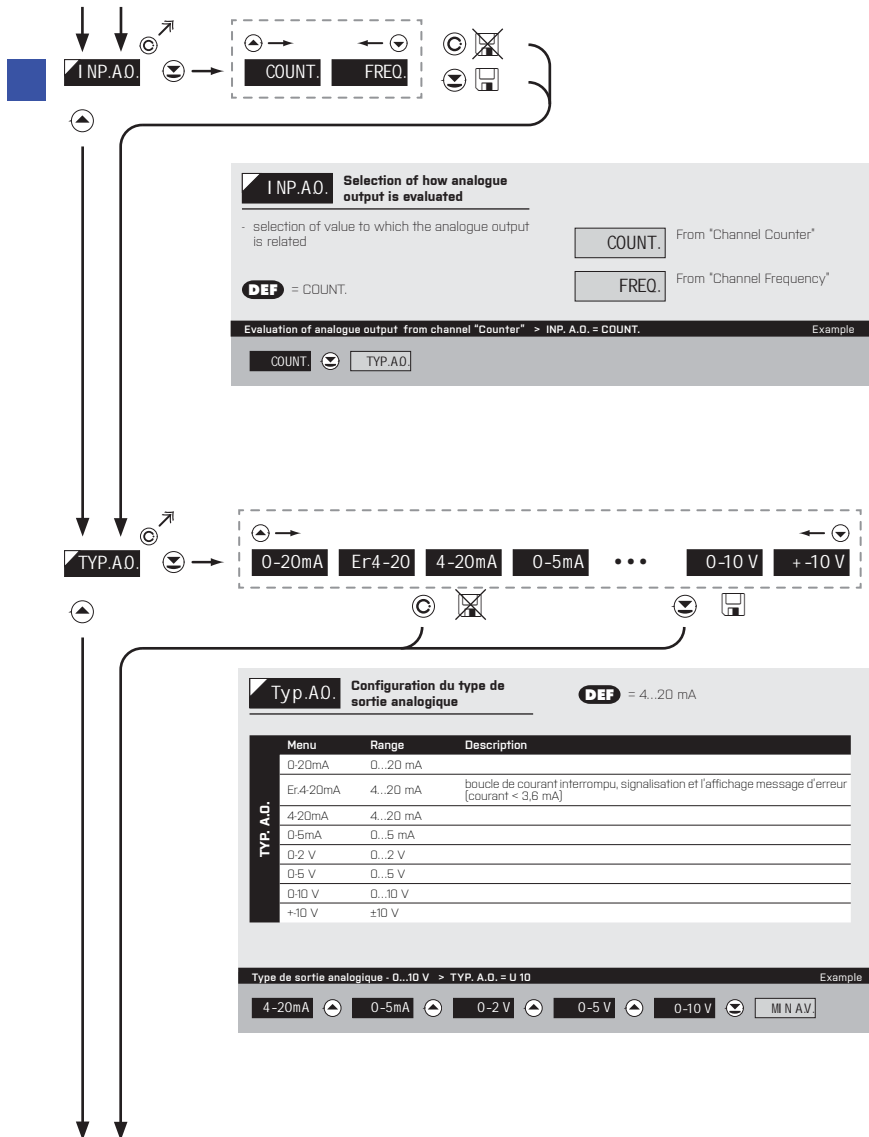 INP.A.O. COUNT. FREQ.
INP.A.O. Selection of how analogue
output is evaluated
- selection of value to which the analogue output
is related
COUNT. From "Channel Counter"
DEF = COUNT.
FREQ. From "Channel Frequency"
Evaluation of analogue output from channel "Counter" > INP. A.O. = COUNT. Example
COUNT. TYP.A.O.
TYP.A.O. 0-20mA Er4-20 4-20mA 0-5mA ••• 0-10 V +-10 V
Typ.A.O. Configuration du type de
sortie analogique
DEF = 4...20 mA
TYP. A.O.
Menu Range Description
0-20mA 0...20 mA
Er.4-20mA 4...20 mA boucle de courant interrompu, signalisation et l'affichage message d'erreur
(courant < 3,6 mA)
4-20mA 4...20 mA
0-5mA 0...5 mA
0-2 V 0...2 V
0-5 V 0...5 V
0-10 V 0...10 V
+-10 V ±10 V
Type de sortie analogique - 0...10 V > TYP. A.O. = U 10 Example
4-20mA 0-5mA 0-2 V 0-5 V 0-10 V MIN A.V.